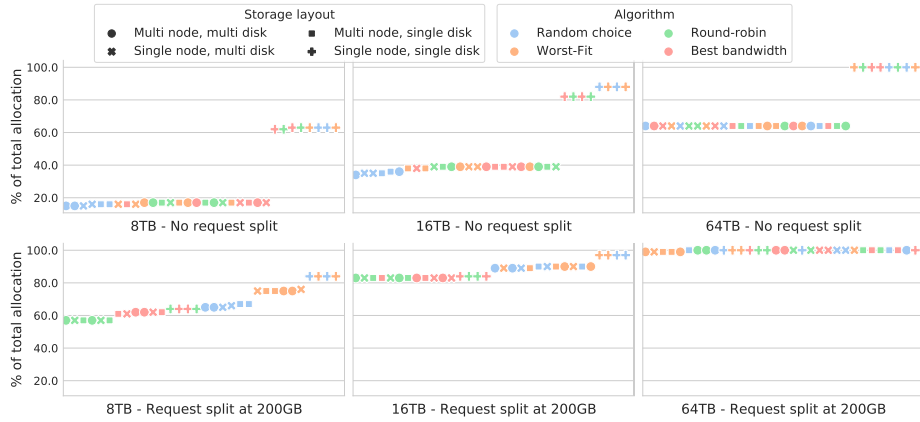 Storage layout
Multi node, multi disk
Multi node, single disk
Single node, multi disk
Single node, single disk
Algorithm
Random choice
Round-robin
Worst-Fit
Best bandwidth
% of total allocation
100.0
80.0
60.0
40.0
20.0
8TB - No request split
16TB - No request split
64TB - No request split
% of total allocation
100.0
80.0
60.0
40.0
20.0
8TB - Request split at 200GB
16TB - Request split at 200GB
64TB - Request split at 200GB